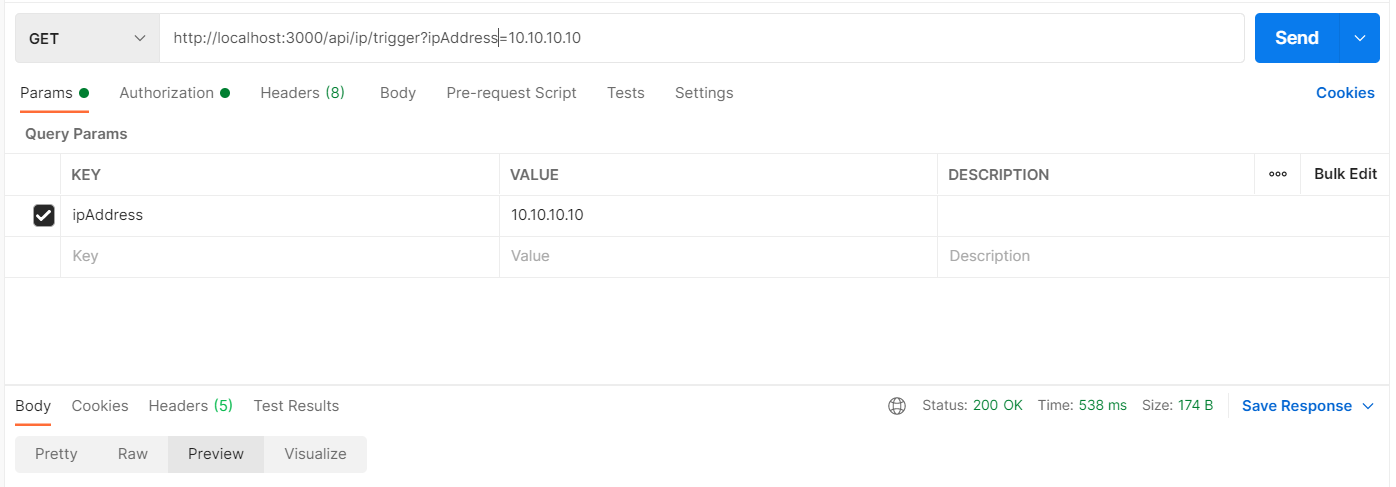 GET http://localhost:3000/api/ip/trigger?ipAddress=10.10.10.10 Send
Params Authorization Headers (8) Body Pre-request Script Tests Settings Cookies
Query Params
KEY VALUE DESCRIPTION ooo Bulk Edit
ipAddress 10.10.10.10
Key Value Description
Body Cookies Headers (5) Test Results Status: 200 OK Time: 538 ms Size: 174 B Save Response
Pretty Raw Preview Visualize